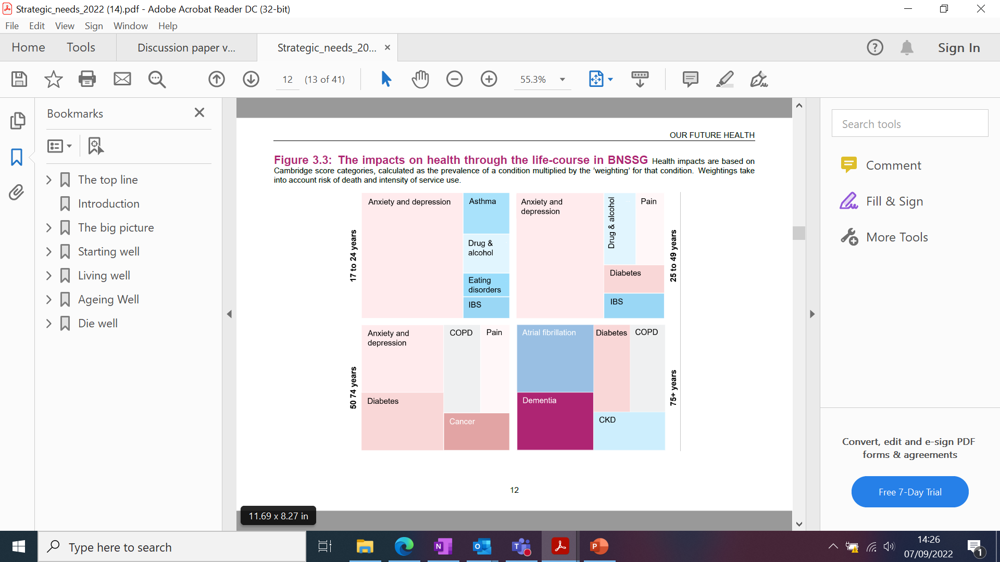 Strategic_needs_2022 (14).pdf - Adobe Acrobat Reader DC (32-bit)
File Edit View Sign Window Help
Home Tools Discussion paper v... Strategic_needs_20... Sign In
12 (13 of 41) 55.3%
Bookmarks
The top line
Introduction
The big picture
Starting well
Living well
Ageing Well
Die well
OUR FUTURE HEALTH
Figure 3.3: The impacts on health through the life-course in BNSSG Health impacts are based on
Cambridge score categories, calculated as the prevalence of a condition multiplied by the 'weighting' for that condition. Weightings take
into account risk of death and intensity of service use.
17 to 24 years
Anxiety and depression
Asthma
Drug &
alcohol
Eating
disorders
IBS
Anxiety and
depression
Drug & alcohol
Pain
Diabetes
IBS
25 to 49 years
50 74 years
Anxiety and
depression
COPD
Pain
Diabetes
Cancer
Atrial fibrillation
Diabetes
COPD
Dementia
CKD
75+ years
12
11.69 x 8.27 in
Search tools
Comment
Fill & Sign
More Tools
Convert, edit and e-sign PDF
forms & agreements
Free 7-Day Trial
Type here to search
14:26
07/09/2022
1